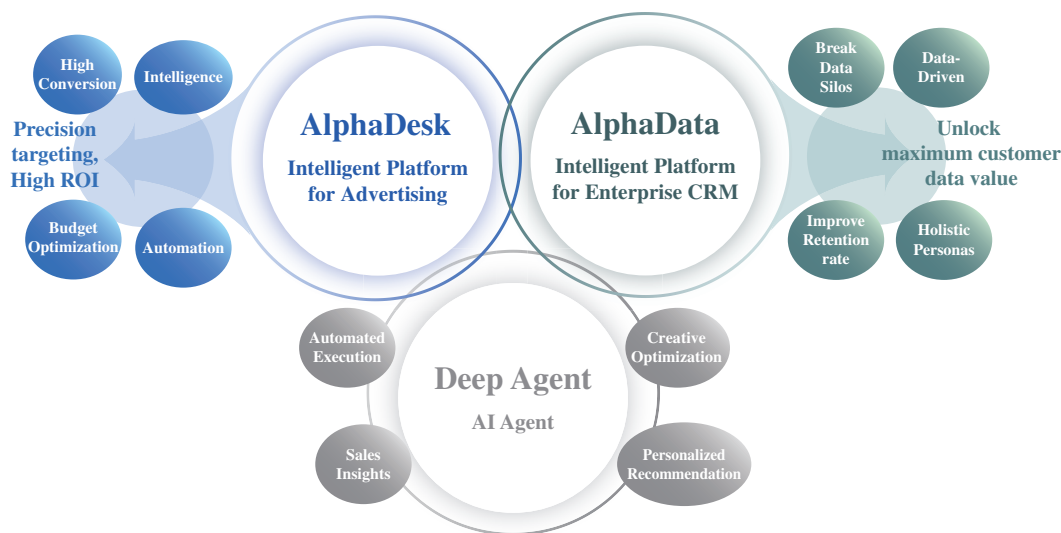 High
Conversion
Intelligence
Precision
targeting,
High ROI
Budget
Optimization
Automation
AlphaDesk
Intelligent Platform
for Advertising
AlphaData
Intelligent Platform
for Enterprise CRM
Break
Data
Silos
Data-
Driven
Unlock
maximum customer
data value
Improve
Retention
rate
Holistic
Personas
Automated
Execution
Creative
Optimization
Deep Agent
AI Agent
Sales
Insights
Personalized
Recommendation